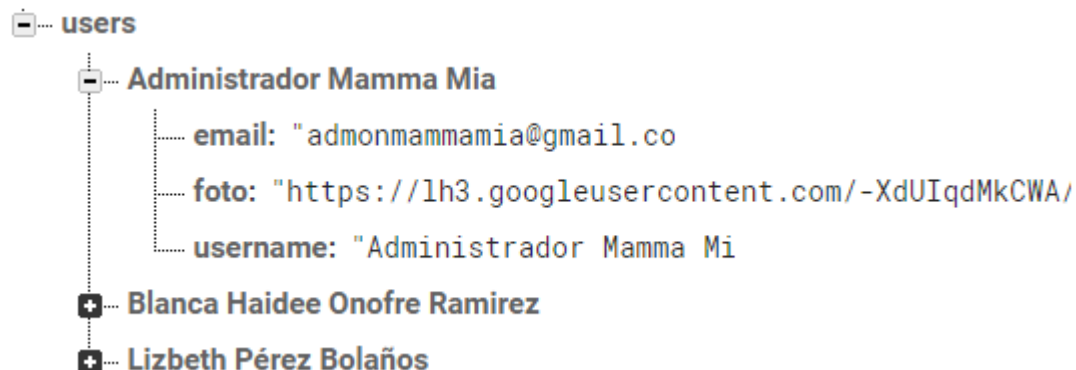 users
Administrador Mamma Mia
email: "admonmammamia@gmail.co
foto: "https://lh3.googleusercontent.com/-XdUIqdMkCWA/
username: "Administrador Mamma Mi
Blanca Haidee Onofre Ramirez
Lizbeth Pérez Bolaños